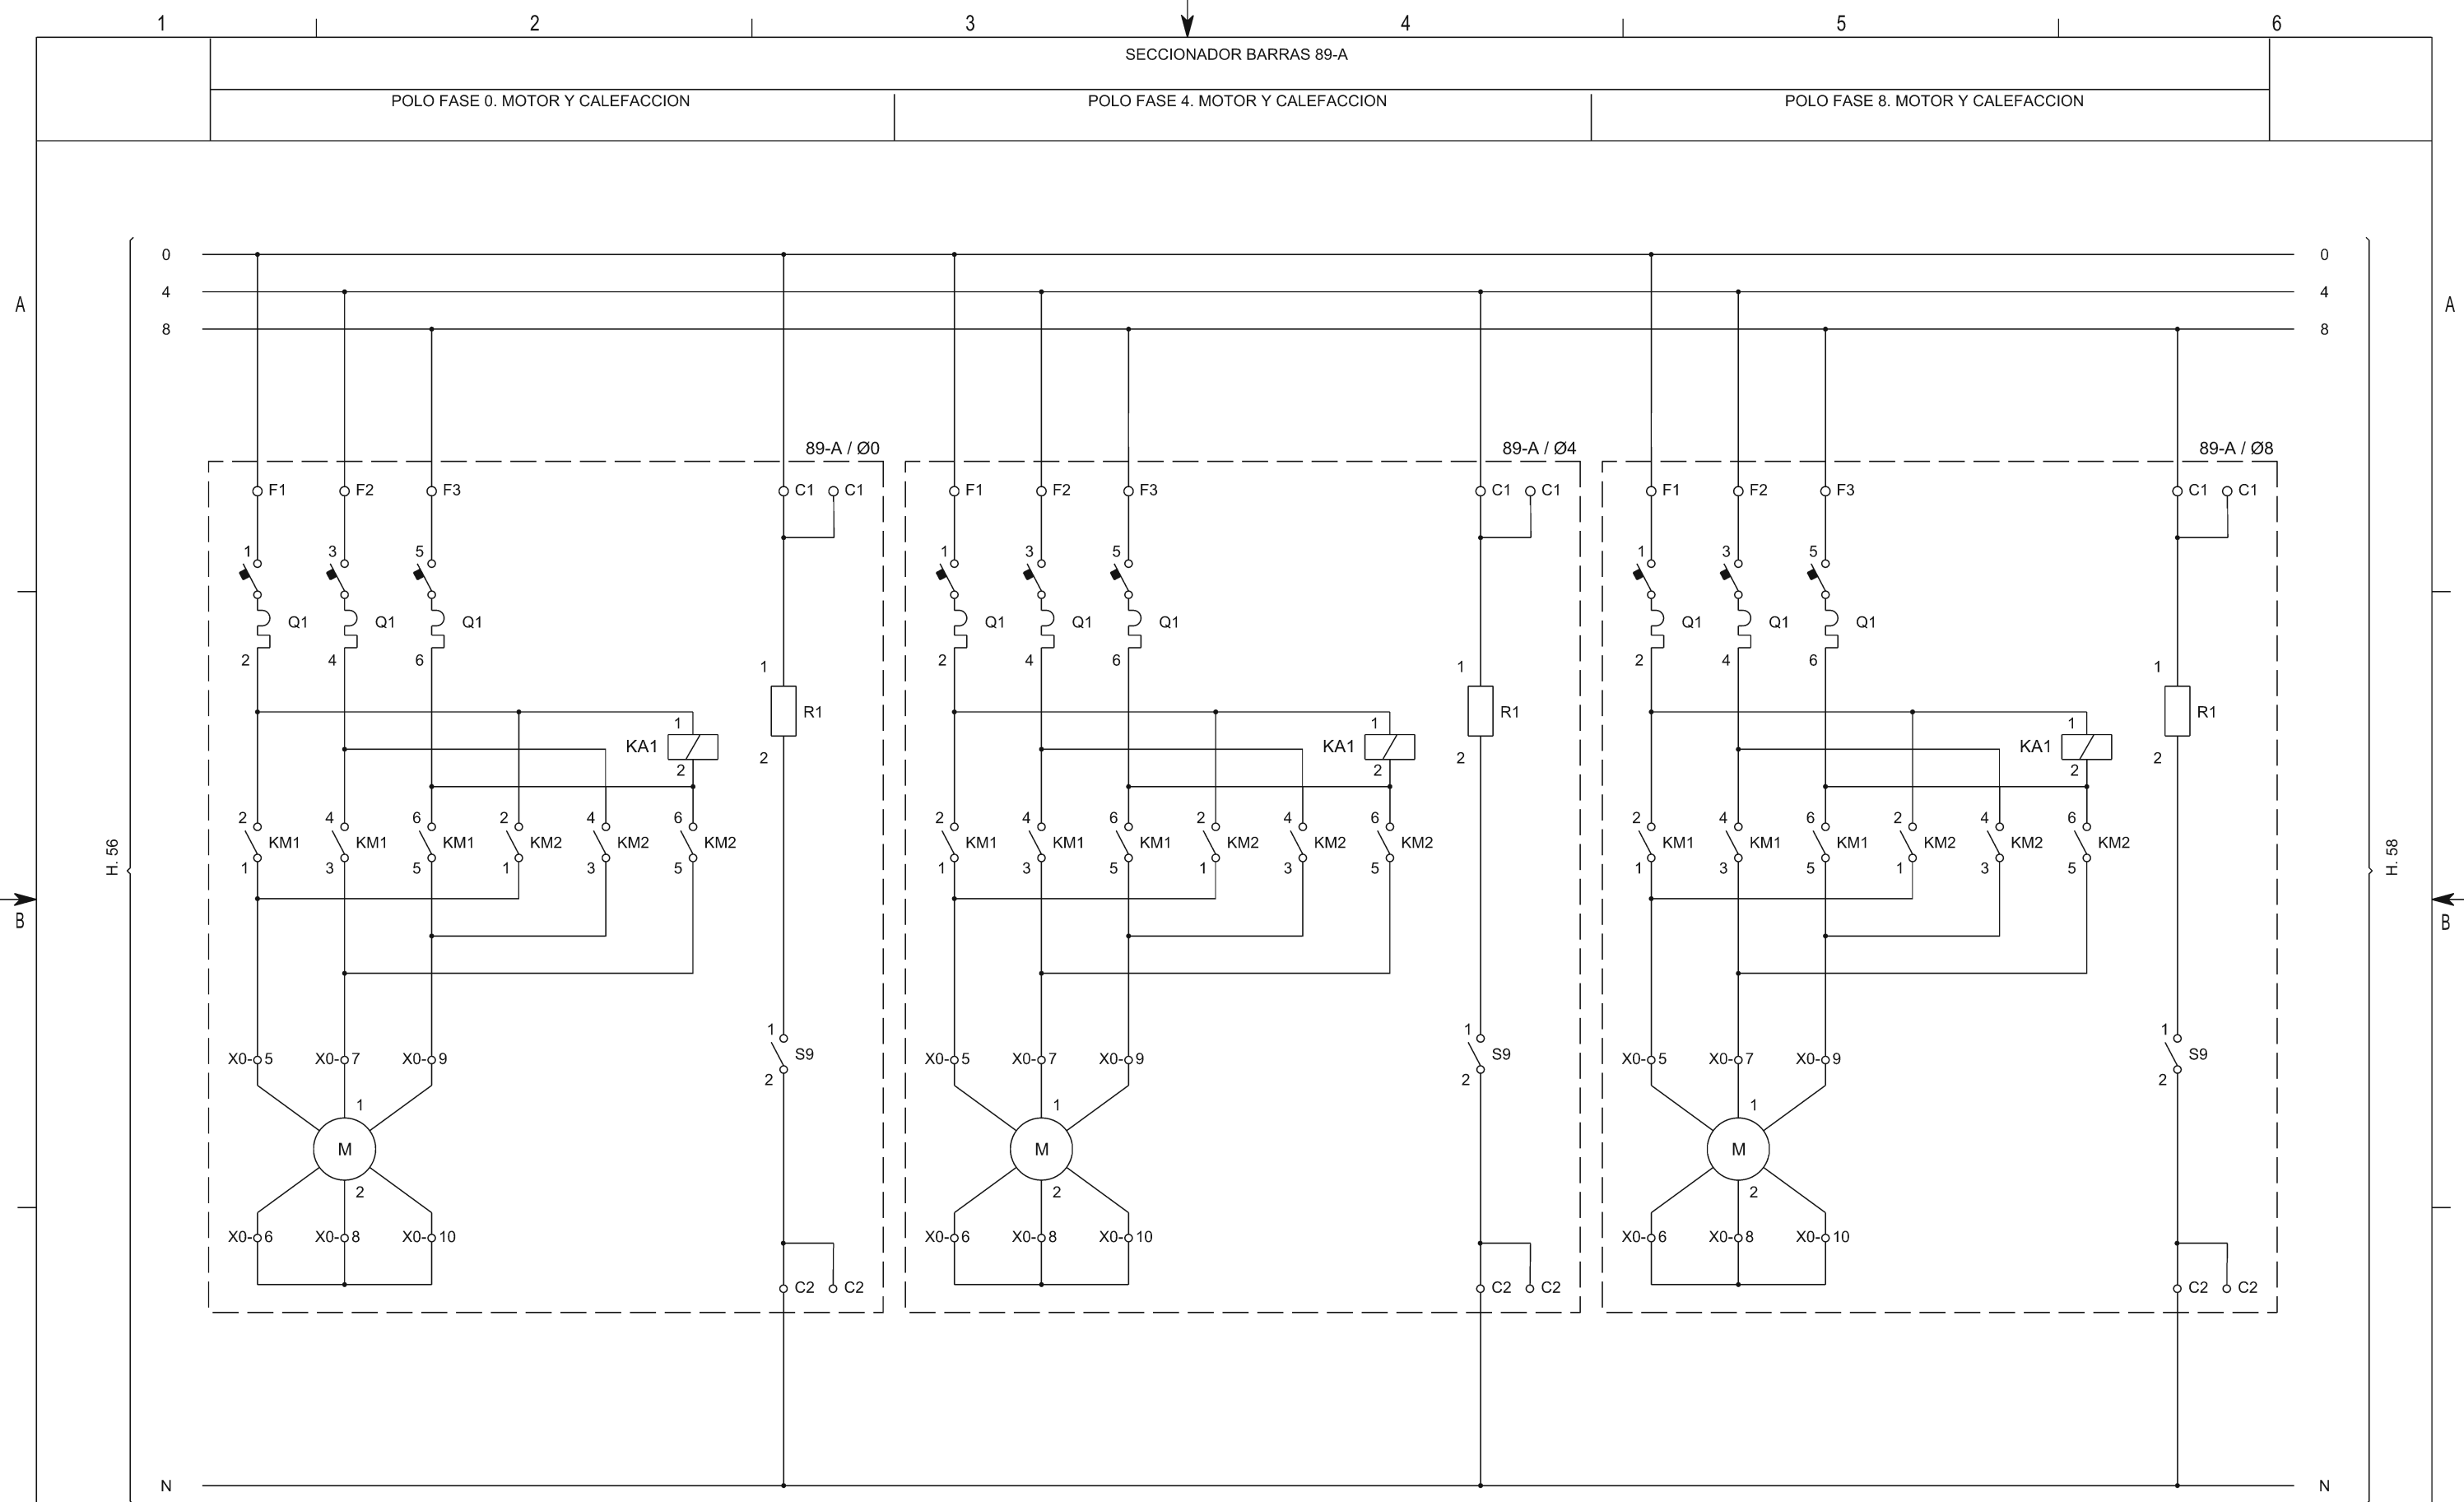 1 2 3 4 5 6
SECCIONADOR BARRAS 89-A
POLO FASE 0. MOTOR Y CALEFACCION POLO FASE 4. MOTOR Y CALEFACCION POLO FASE 8. MOTOR Y CALEFACCION
0 0
A 4 4 A
8 8
89-A / Ø0 89-A / Ø4 89-A / Ø8
F1 F2 F3 C1 C1 F1 F2 F3 C1 C1 F1 F2 F3 C1 C1
1 3 5 1 3 5 1 3 5
Q1 Q1 Q1 Q1 Q1 Q1 Q1 Q1 Q1
2 4 6 1 2 4 6 1 2 4 6 1
R1 R1 R1
1 1 1
KA1 KA1 KA1
2 2 2 2 2 2
2 4 6 2 4 6 2 4 6 2 4 6 2 4 6 2 4 6
KM1 KM1 KM1 KM2 KM2 KM2 KM1 KM1 KM1 KM2 KM2 KM2 KM1 KM1 KM1 KM2 KM2 KM2
1 3 5 1 3 5 1 3 5 1 3 5 1 3 5 1 3 5
H. 56 H. 58
B B
1 1 1
X0- 5 X0- 7 X0- 9 S9 X0- 5 X0- 7 X0- 9 S9 X0- 5 X0- 7 X0- 9 S9
2 2 2
1 1 1
M M M
2 2 2
X0- 6 X0- 8 X0- 10 X0- 6 X0- 8 X0- 10 X0- 6 X0- 8 X0- 10
C2 C2 C2 C2 C2 C2
N N